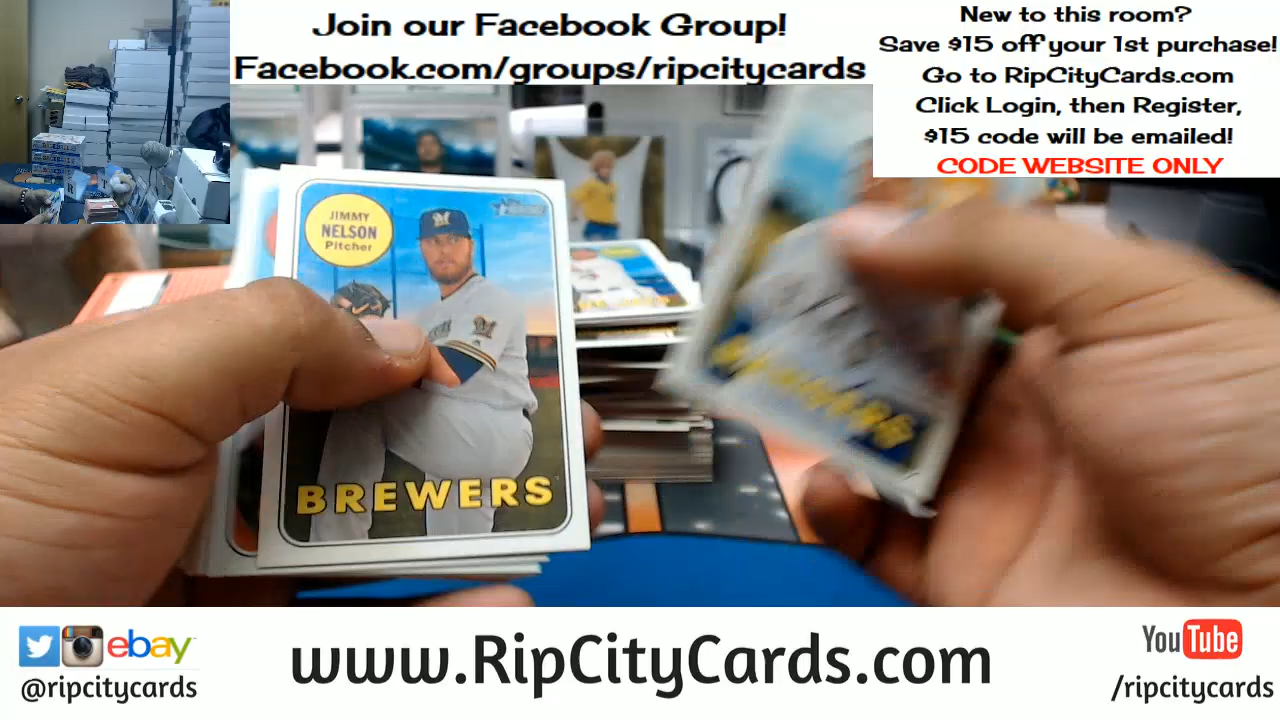 Join our Facebook Group!
Facebook.com/groups/ripcitycards
New to this room?
Save $15 off your 1st purchase!
Go to RipCityCards.com
Click Login, then Register,
$15 code will be emailed!
CODE WEBSITE ONLY
JIMMY
NELSON
Pitcher
BREWERS
ebay
@ripcitycards
www.RipCityCards.com
YouTube
/ripcitycards